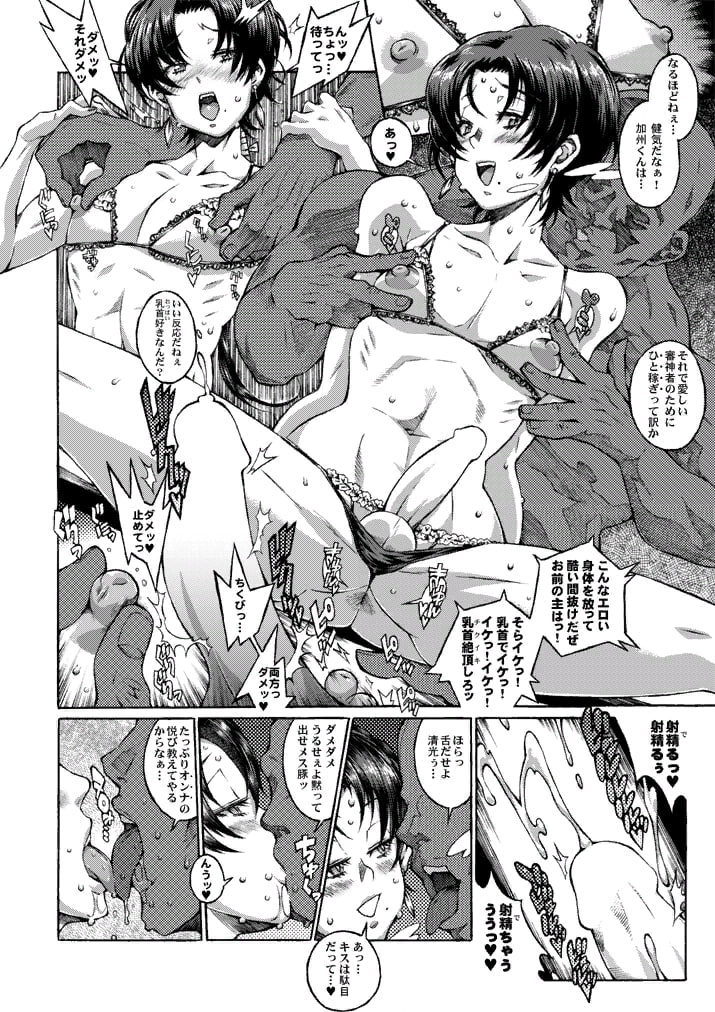 なるほどねぇ…
健気だなぁ!
加州くんは…
それで愛しい
審神者のために
ひと稼ぎって訳か
あっ♥
んッ♥
ちょっ…
待ってっ
ダメッ♥
それダメッ
いい反応だねぇ
乳首好きなんだ?
こんなエロい
身体を放って
酷い間抜けだぜ
お前の主はっ!
そらイケっ!
乳首でイケっ!
イケっ!イケっ!
乳首絶頂しろッ
ちくびっ…
両方っ
ダメッ♥
ダメッ♥
止めてっ
射精るっ♥
射精るぅ
射精ちゃう
ううっ♥♥
ほらっ
舌だせよ
清光ぅ…
あっ…
キスは駄目
だって…♥
ダメダメ
うるせぇよ黙って
出せメス豚ッ
んうッ♥
たっぷりオンナの
悦び教えてやる
からなぁ…